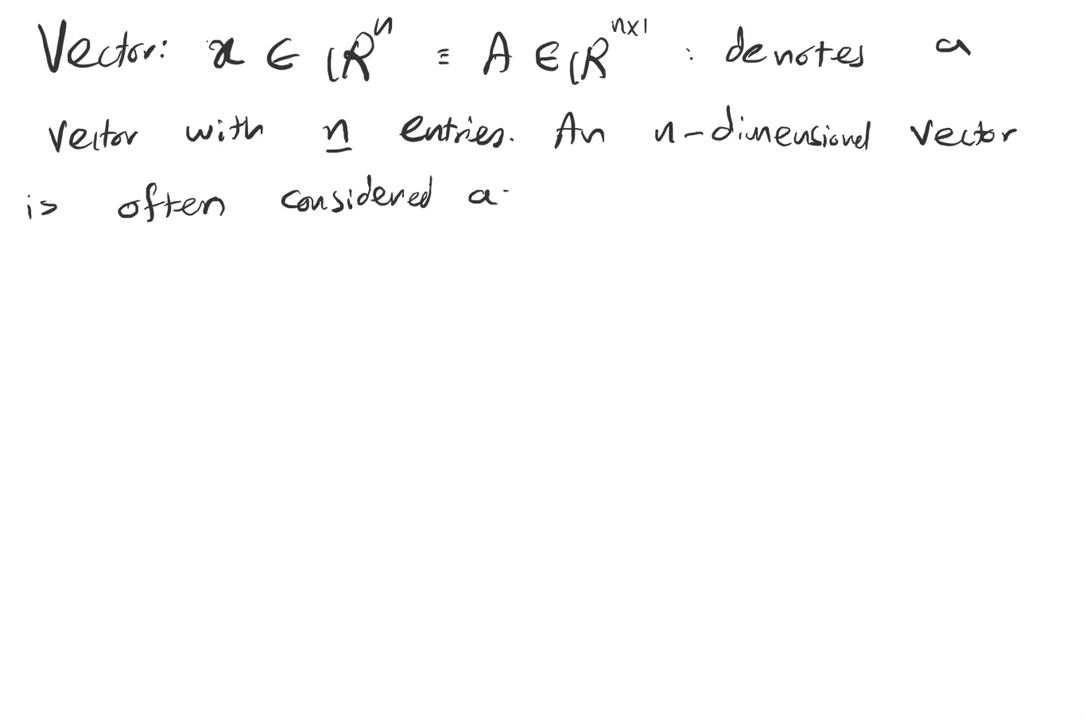 Vector: x ∈ ℝⁿ ≡ A ∈ ℝⁿˣ¹ : denotes a
vector with n entries. An n-dimensional vector
is often considered a